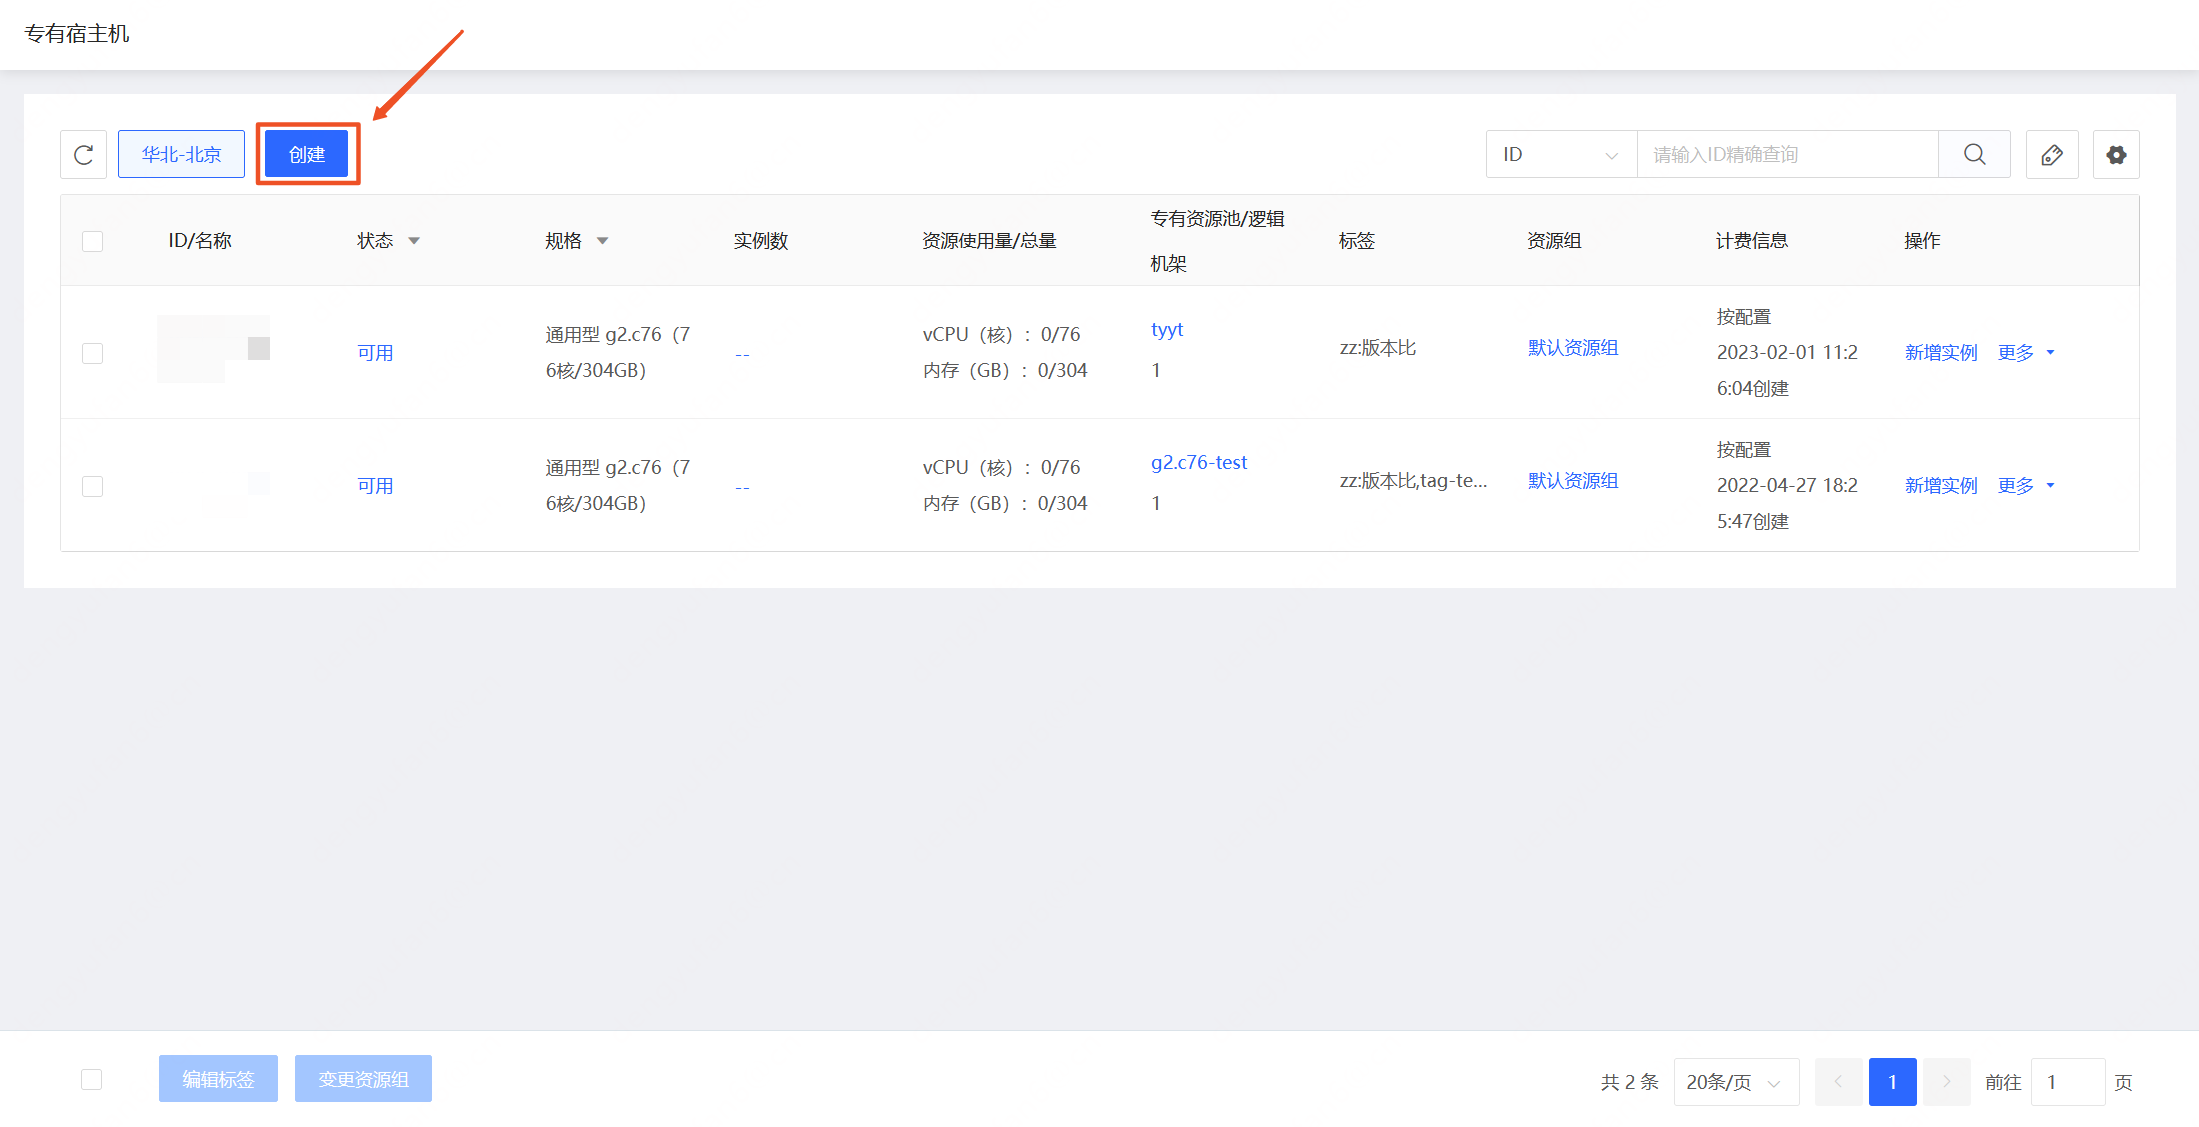 专有宿主机
华北-北京
创建
ID
请输入ID精确查询
ID/名称
状态
规格
实例数
资源使用量/总量
专有资源池/逻辑
机架
标签
资源组
计费信息
操作
可用
通用型 g2.c76（7
6核/304GB）
--
vCPU（核）：0/76
内存（GB）：0/304
tyyt
1
zz:版本比
默认资源组
按配置
2023-02-01 11:2
6:04创建
新增实例
更多
可用
通用型 g2.c76（7
6核/304GB）
--
vCPU（核）：0/76
内存（GB）：0/304
g2.c76-test
1
zz:版本比,tag-te...
默认资源组
按配置
2022-04-27 18:2
5:47创建
新增实例
更多
编辑标签
变更资源组
共 2 条
20条/页
1
前往
1
页